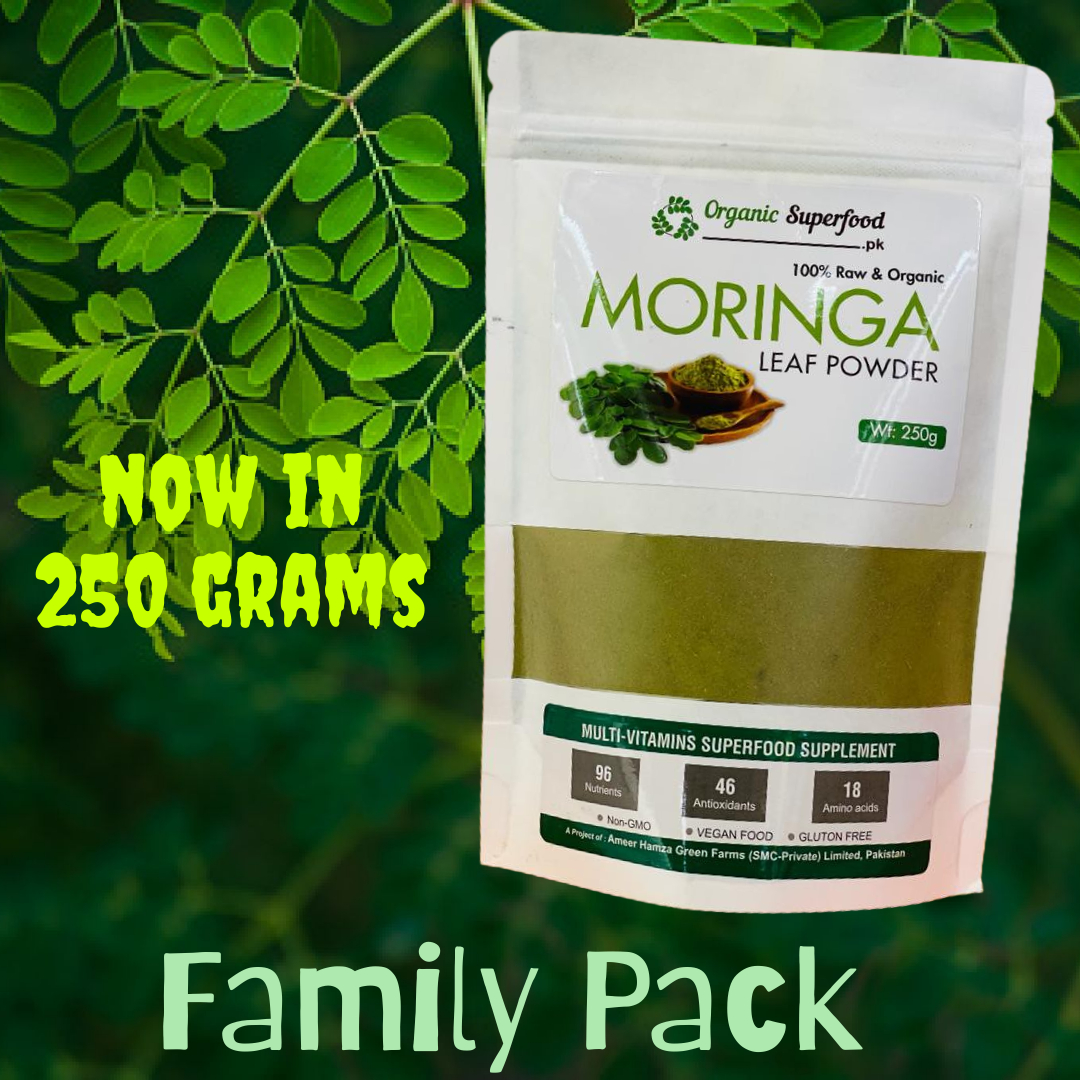 Organic Superfood
.pk
100% Raw & Organic
MORINGA
LEAF POWDER
Wt: 250g
NOW IN
250 GRAMS
MULTI-VITAMINS SUPERFOOD SUPPLEMENT
96
Nutrients
46
Antioxidants
18
Amino acids
Non-GMO
VEGAN FOOD
GLUTON FREE
A Project of : Ameer Hamza Green Farms (SMC-Private) Limited, Pakistan
Family Pack